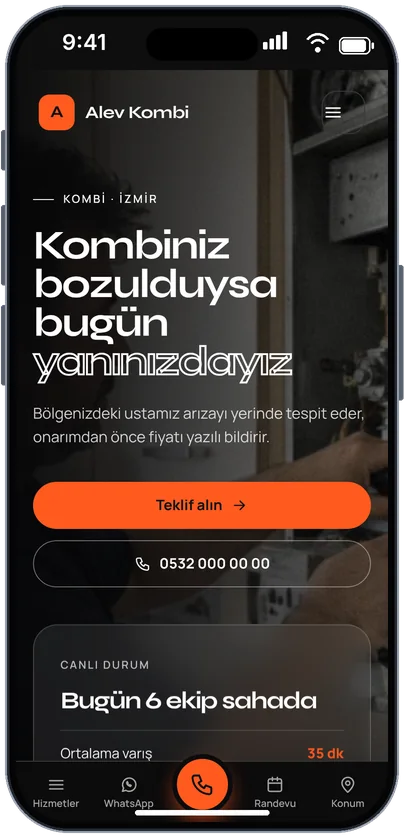 9:41
A Alev Kombi
KOMBİ · İZMİR
Kombiniz
bozulduysa
bugün
yanınızdayız
Bölgenizdeki ustamız arızayı yerinde tespit eder,
onarımdan önce fiyatı yazılı bildirir.
Teklif alın →
0532 000 00 00
CANLI DURUM
Bugün 6 ekip sahada
Ortalama varış 35 dk
Hizmetler WhatsApp Randevu Konum